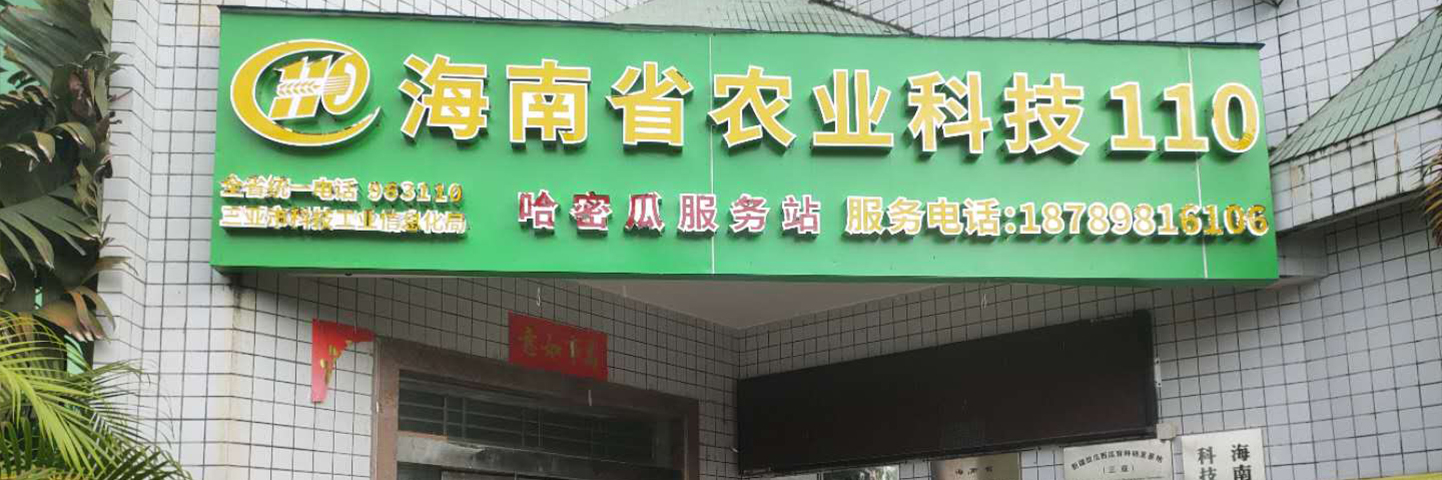 海南省农业科技110
全省统一电话 963110
三亚市科技工业信息化局
哈密瓜服务站 服务电话:18789816106
海南
科技